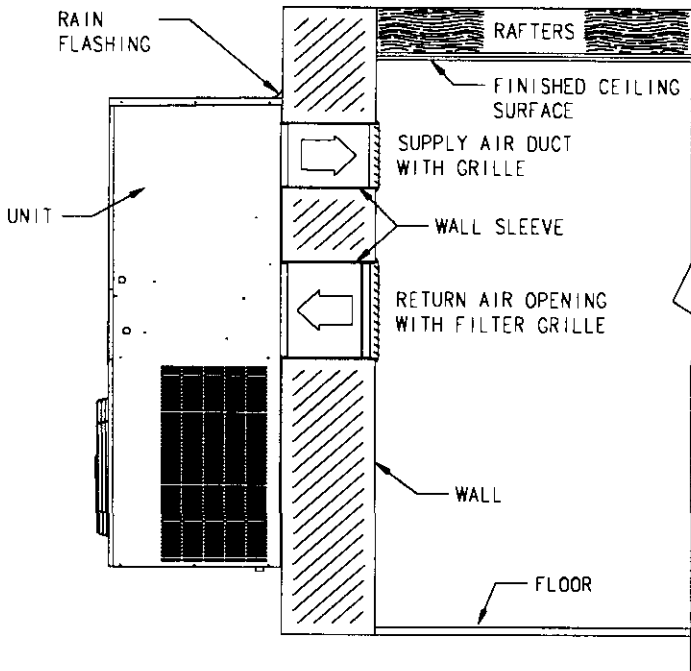 RAIN
FLASHING
RAFTERS
FINISHED CEILING
SURFACE
SUPPLY AIR DUCT
WITH GRILLE
UNIT
WALL SLEEVE
RETURN AIR OPENING
WITH FILTER GRILLE
WALL
FLOOR